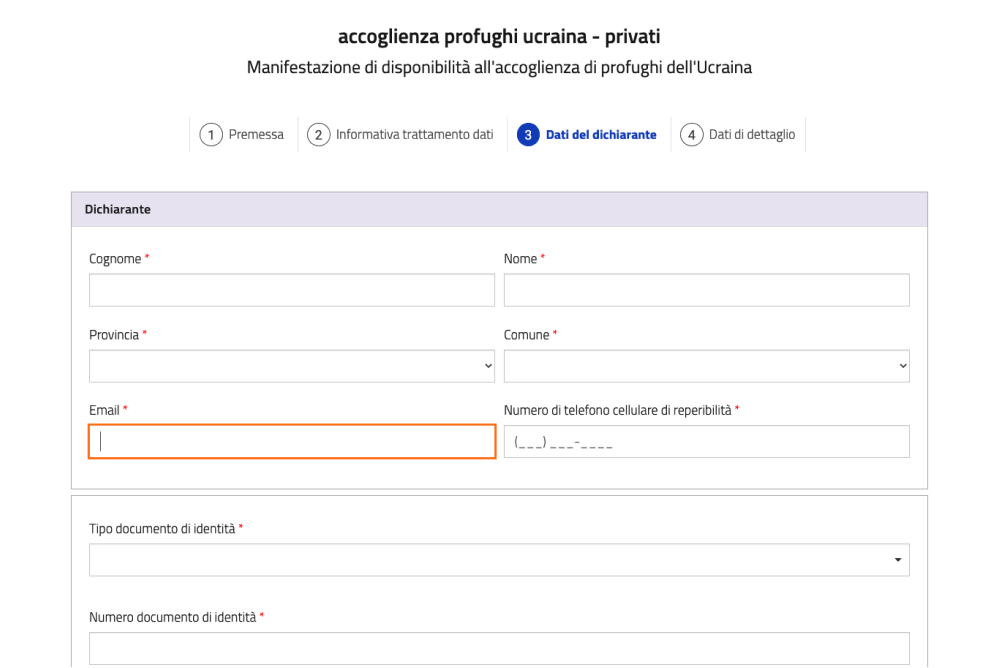 accoglienza profughi ucraina - privati
Manifestazione di disponibilità all'accoglienza di profughi dell'Ucraina
1 Premessa 2 Informativa trattamento dati 3 Dati del dichiarante 4 Dati di dettaglio
Dichiarante
Cognome * Nome *
Provincia * Comune *
Email * Numero di telefono cellulare di reperibilità *
(___) ___-____
Tipo documento di identità *
Numero documento di identità *